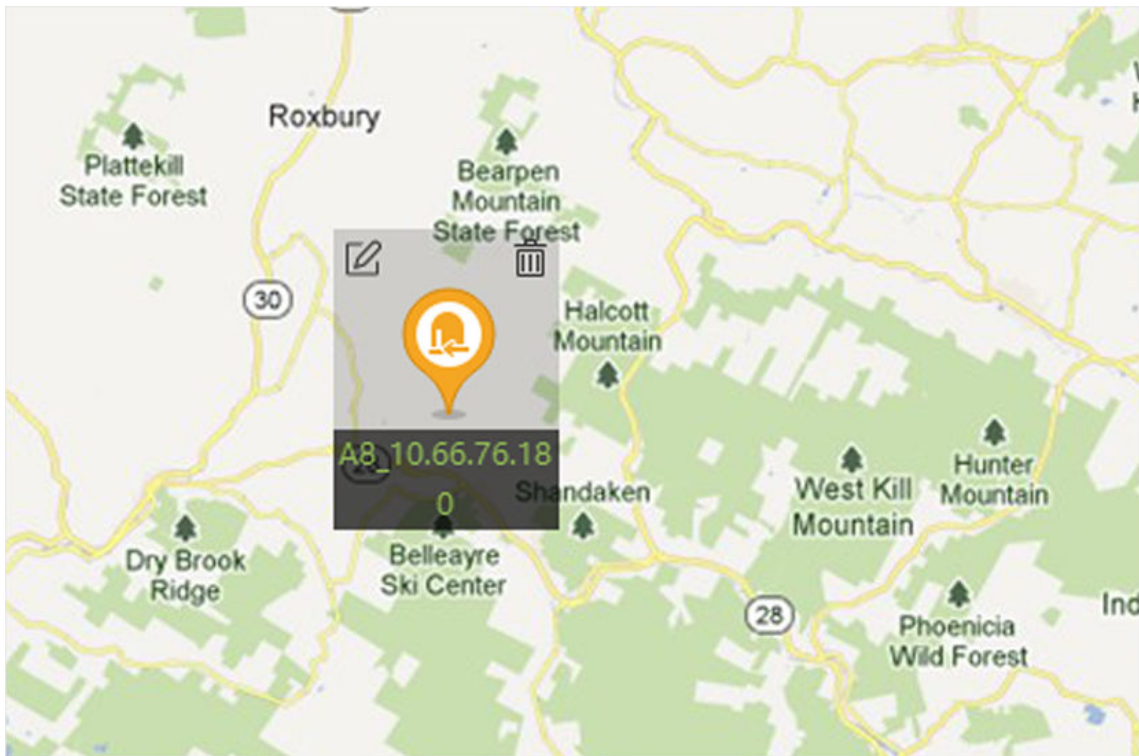 Roxbury
Plattekill
State Forest
Bearpen
Mountain
State Forest
30
Halcott
Mountain
A8_10.66.76.18
0
Shandaken
West Kill
Mountain
Hunter
Mountain
Dry Brook
Ridge
Belleayre
Ski Center
28
Phoenicia
Wild Forest
Ind